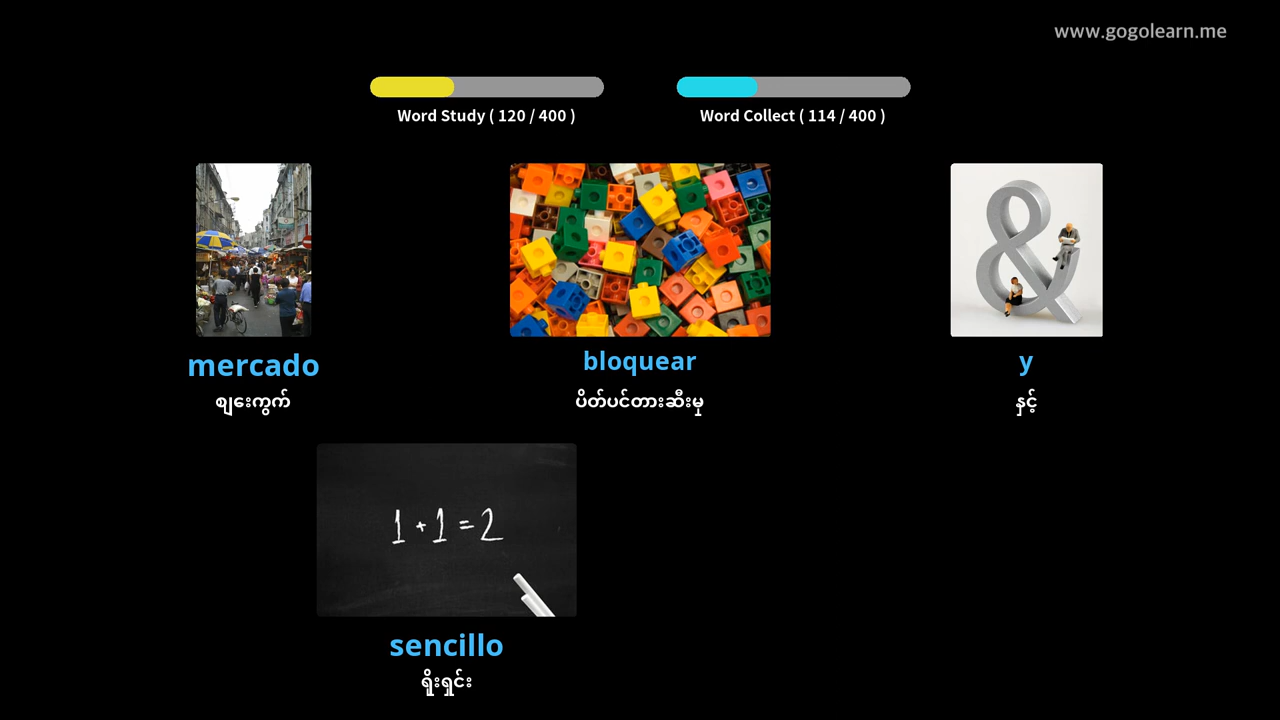 www.gogolearn.me
Word Study ( 120 / 400 )
Word Collect ( 114 / 400 )
mercado
bloquear
y
ဈေးကွက်
ပိတ်ပင်တားဆီးမှု
နှင့်
1 + 1 = 2
sencillo
ရိုးရှင်း